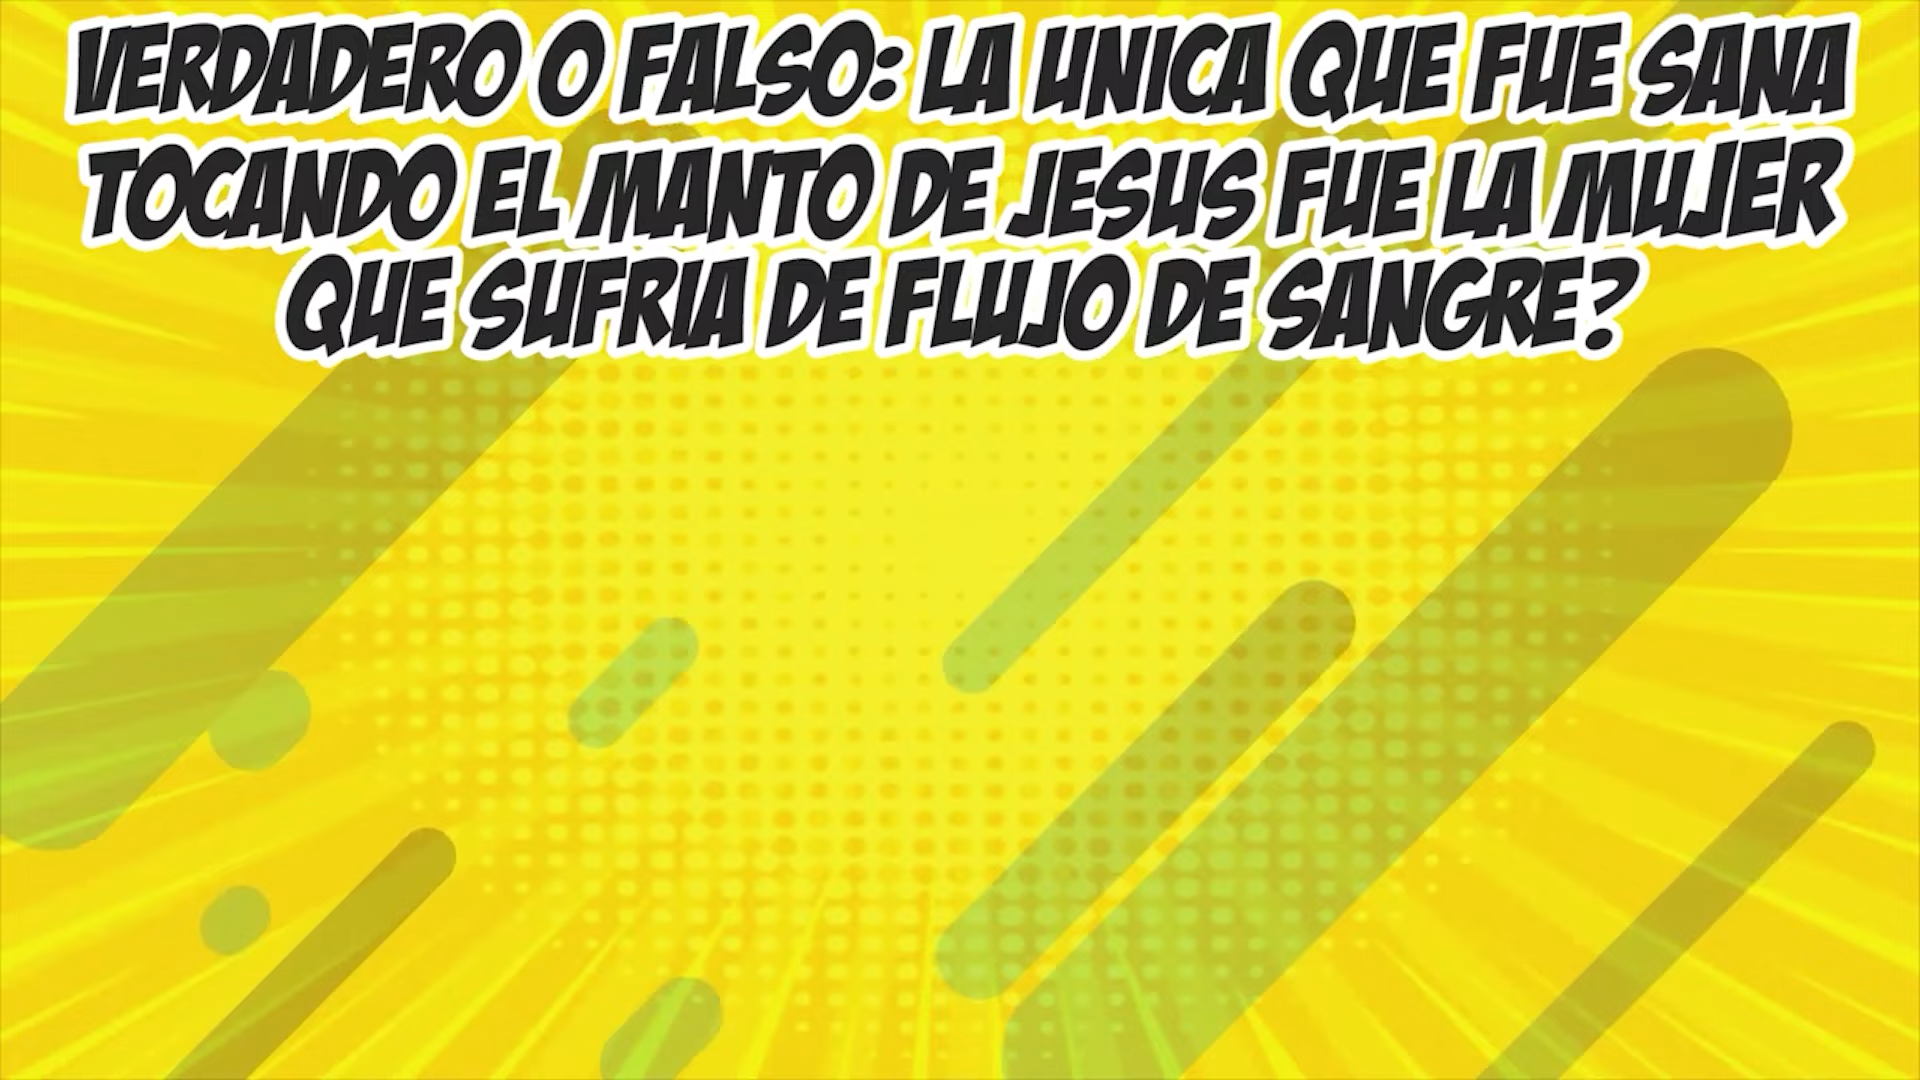 VERDADERO O FALSO: LA UNICA QUE FUE SANA
TOCANDO EL MANTO DE JESUS FUE LA MUJER
QUE SUFRIA DE FLUJO DE SANGRE?